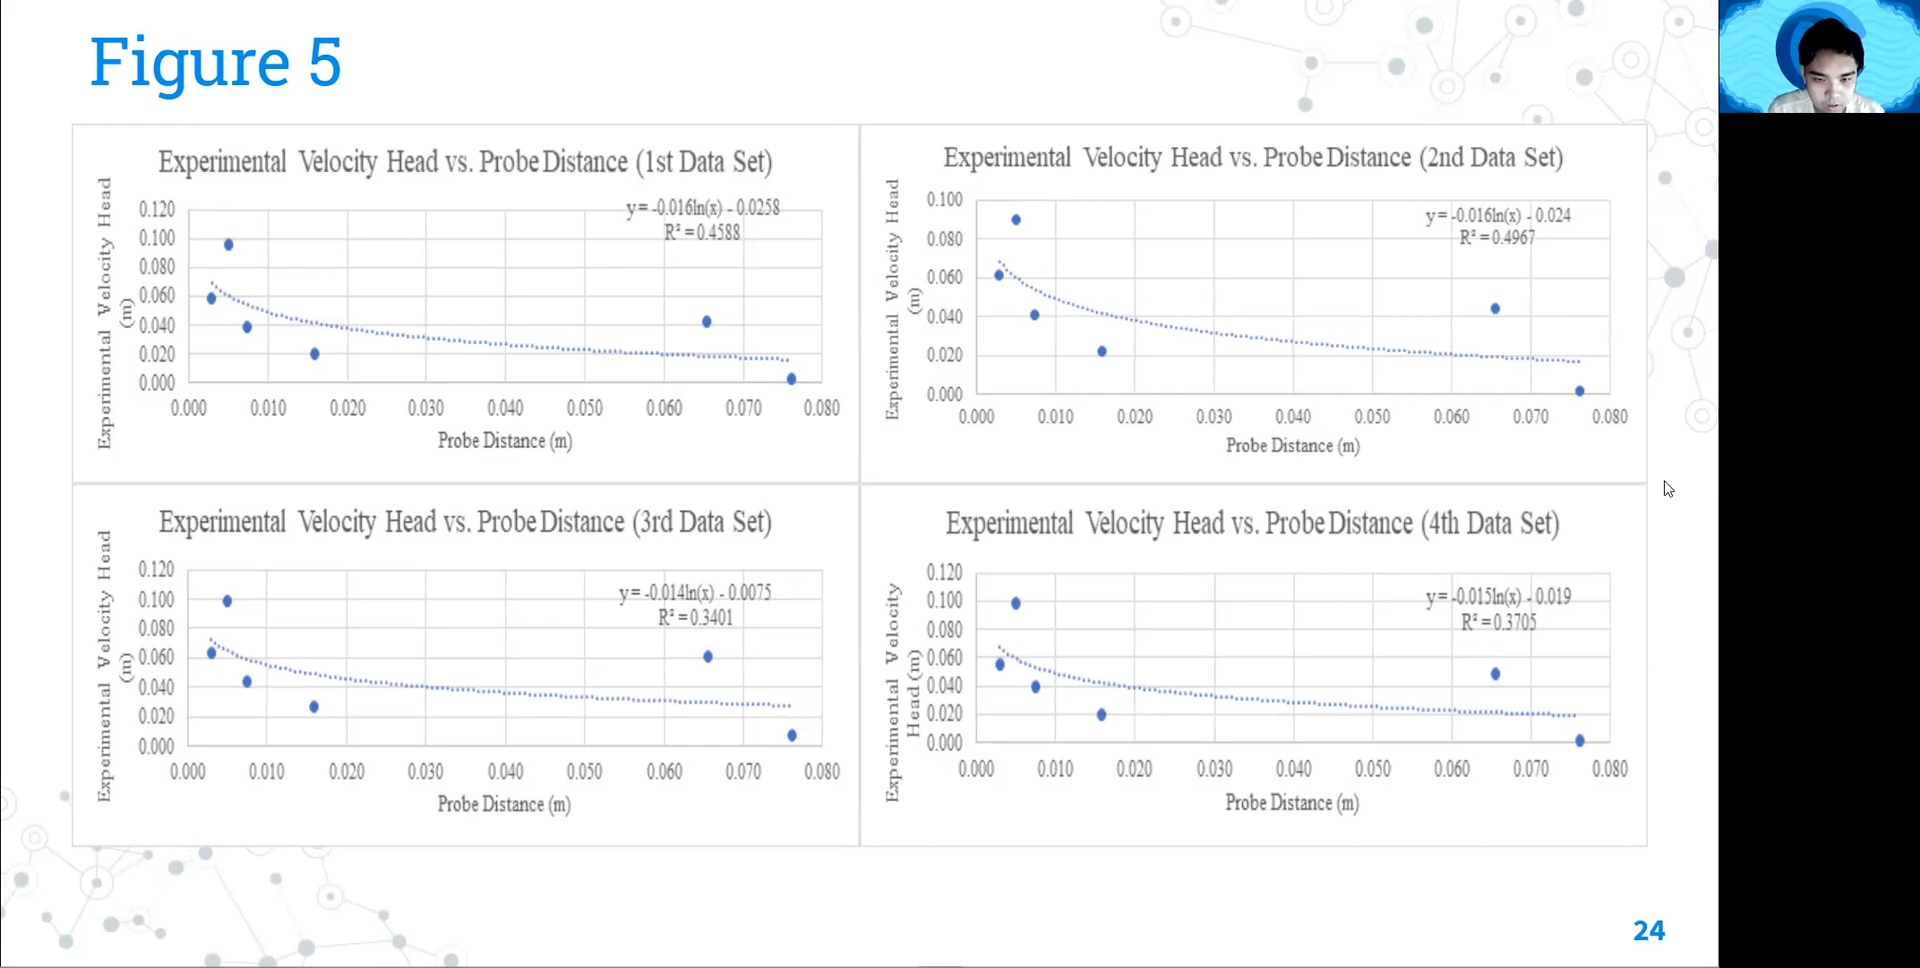 Figure 5
Experimental Velocity Head vs. Probe Distance (1st Data Set)
Experimental Velocity Head
(m)
0.120
0.100
0.080
0.060
0.040
0.020
0.000
y = -0.016ln(x) - 0.0258
R² = 0.4588
0.000 0.010 0.020 0.030 0.040 0.050 0.060 0.070 0.080
Probe Distance (m)
Experimental Velocity Head vs. Probe Distance (2nd Data Set)
Experimental Velocity Head
(m)
0.100
0.080
0.060
0.040
0.020
0.000
y = -0.016ln(x) - 0.024
R² = 0.4967
0.000 0.010 0.020 0.030 0.040 0.050 0.060 0.070 0.080
Probe Distance (m)
Experimental Velocity Head vs. Probe Distance (3rd Data Set)
Experimental Velocity Head
(m)
0.120
0.100
0.080
0.060
0.040
0.020
0.000
y = -0.014ln(x) - 0.0075
R² = 0.3401
0.000 0.010 0.020 0.030 0.040 0.050 0.060 0.070 0.080
Probe Distance (m)
Experimental Velocity Head vs. Probe Distance (4th Data Set)
Experimental Velocity
Head (m)
0.120
0.100
0.080
0.060
0.040
0.020
0.000
y = -0.015ln(x) - 0.019
R² = 0.3705
0.000 0.010 0.020 0.030 0.040 0.050 0.060 0.070 0.080
Probe Distance (m)
24